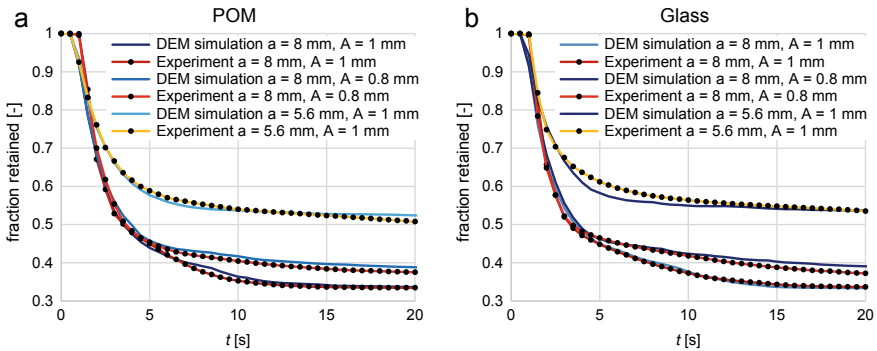 a
POM
fraction retained [-]
1
0.9
0.8
0.7
0.6
0.5
0.4
0.3
DEM simulation a = 8 mm, A = 1 mm
Experiment a = 8 mm, A = 1 mm
DEM simulation a = 8 mm, A = 0.8 mm
Experiment a = 8 mm, A = 0.8 mm
DEM simulation a = 5.6 mm, A = 1 mm
Experiment a = 5.6 mm, A = 1 mm
0 5 10 15 20
t [s]
b
Glass
fraction retained [-]
1
0.9
0.8
0.7
0.6
0.5
0.4
0.3
DEM simulation a = 8 mm, A = 1 mm
Experiment a = 8 mm, A = 1 mm
DEM simulation a = 8 mm, A = 0.8 mm
Experiment a = 8 mm, A = 0.8 mm
DEM simulation a = 5.6 mm, A = 1 mm
Experiment a = 5.6 mm, A = 1 mm
0 5 10 15 20
t [s]